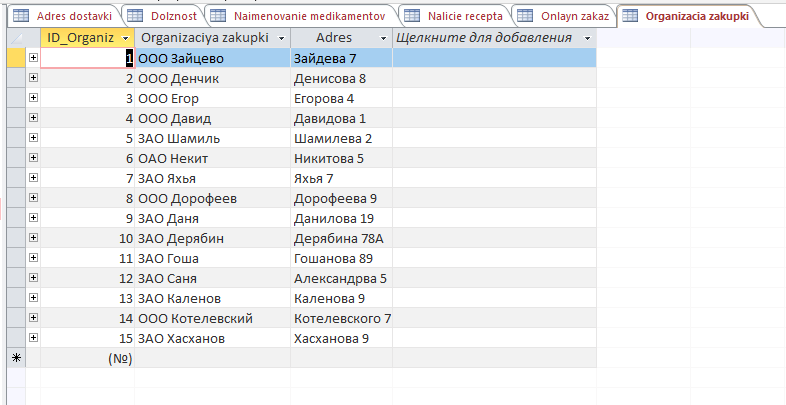 Adres dostavki Dolznost Naimenovanie medikamentov Nalicie recepta Onlayn zakaz Organizacia zakupki
ID_Organiz Organizaciya zakupki Adres Щелкните для добавления
1 ООО Зайцево Зайдева 7
2 ООО Денчик Денисова 8
3 ООО Егор Егорова 4
4 ООО Давид Давидова 1
5 ЗАО Шамиль Шамилева 2
6 ОАО Некит Никитова 5
7 ЗАО Яхья Яхья 7
8 ООО Дорофеев Дорофеева 9
9 ЗАО Даня Данилова 19
10 ЗАО Дерябин Дерябина 78А
11 ЗАО Гоша Гошанова 89
12 ЗАО Саня Александрва 5
13 ЗАО Каленов Каленова 9
14 ООО Котелевский Котелевского 7
15 ЗАО Хасханов Хасханова 9
(№)